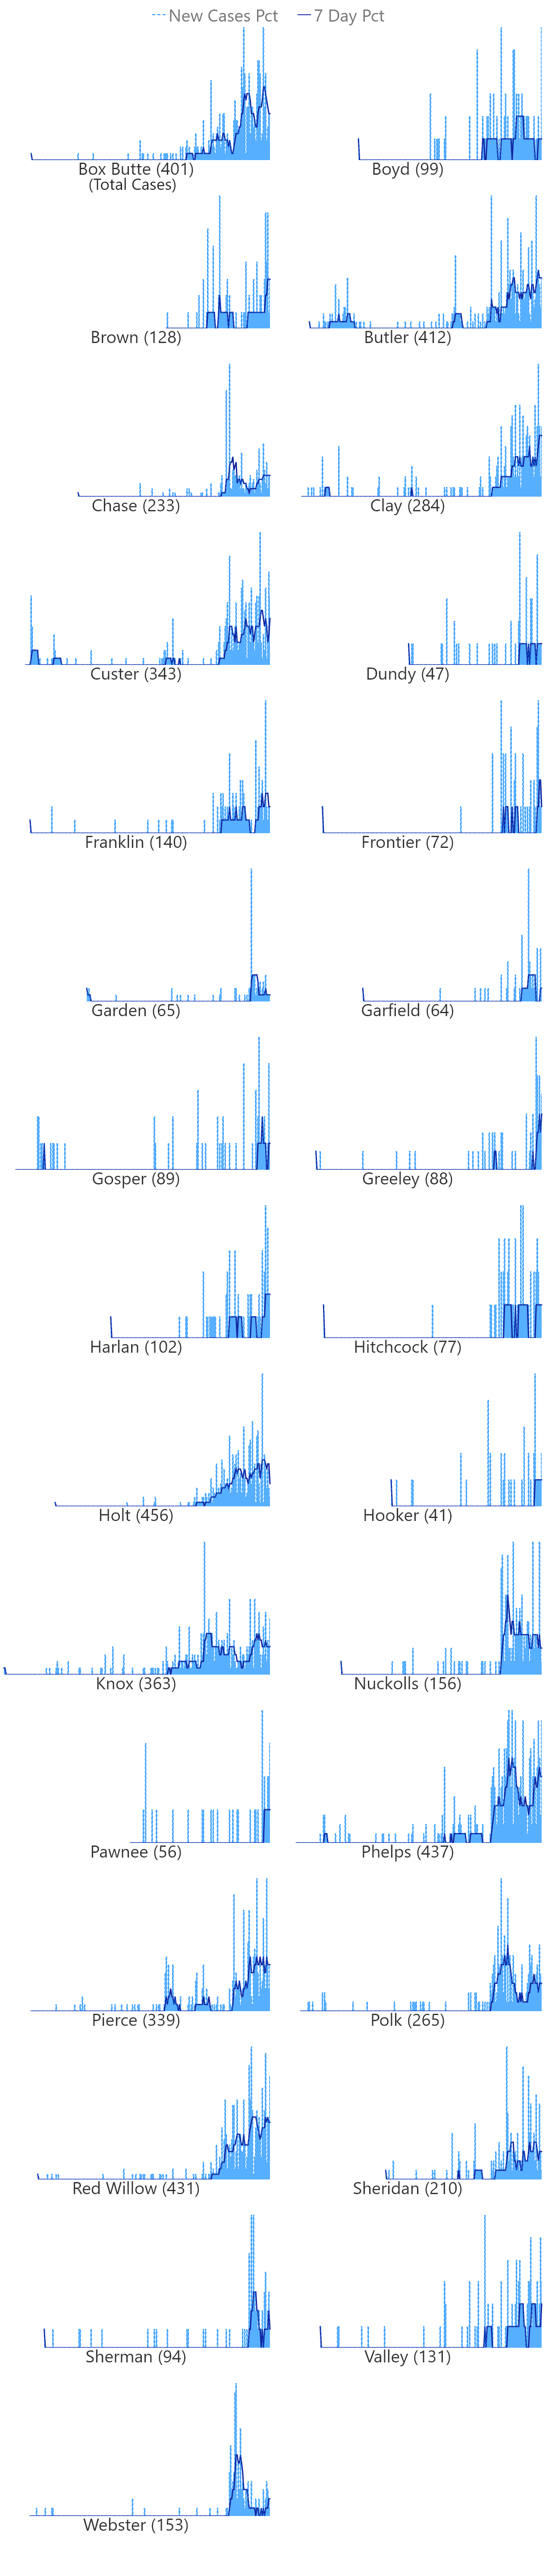 New Cases Pct 7 Day Pct
Box Butte (401)
(Total Cases)
Boyd (99)
Brown (128)
Butler (412)
Chase (233)
Clay (284)
Custer (343)
Dundy (47)
Franklin (140)
Frontier (72)
Garden (65)
Garfield (64)
Gosper (89)
Greeley (88)
Harlan (102)
Hitchcock (77)
Holt (456)
Hooker (41)
Knox (363)
Nuckolls (156)
Pawnee (56)
Phelps (437)
Pierce (339)
Polk (265)
Red Willow (431)
Sheridan (210)
Sherman (94)
Valley (131)
Webster (153)